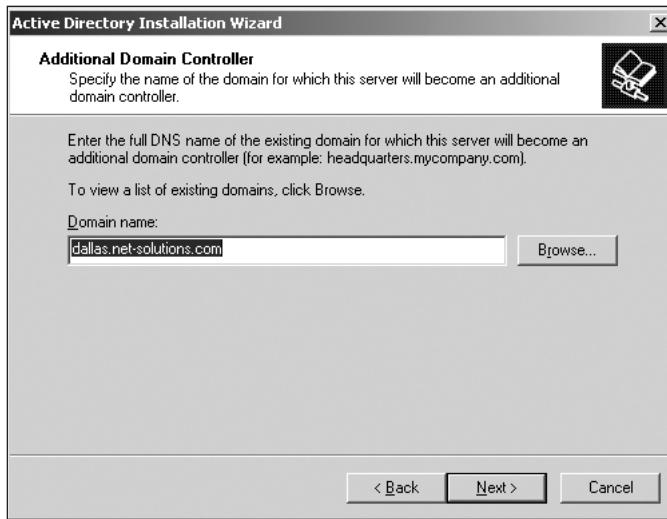 Active Directory Installation Wizard
Additional Domain Controller
Specify the name of the domain for which this server will become an additional
domain controller.
Enter the full DNS name of the existing domain for which this server will become an
additional domain controller (for example: headquarters.mycompany.com).
To view a list of existing domains, click Browse.
Domain name:
dallas.net-solutions.com
Browse...
< Back
Next >
Cancel